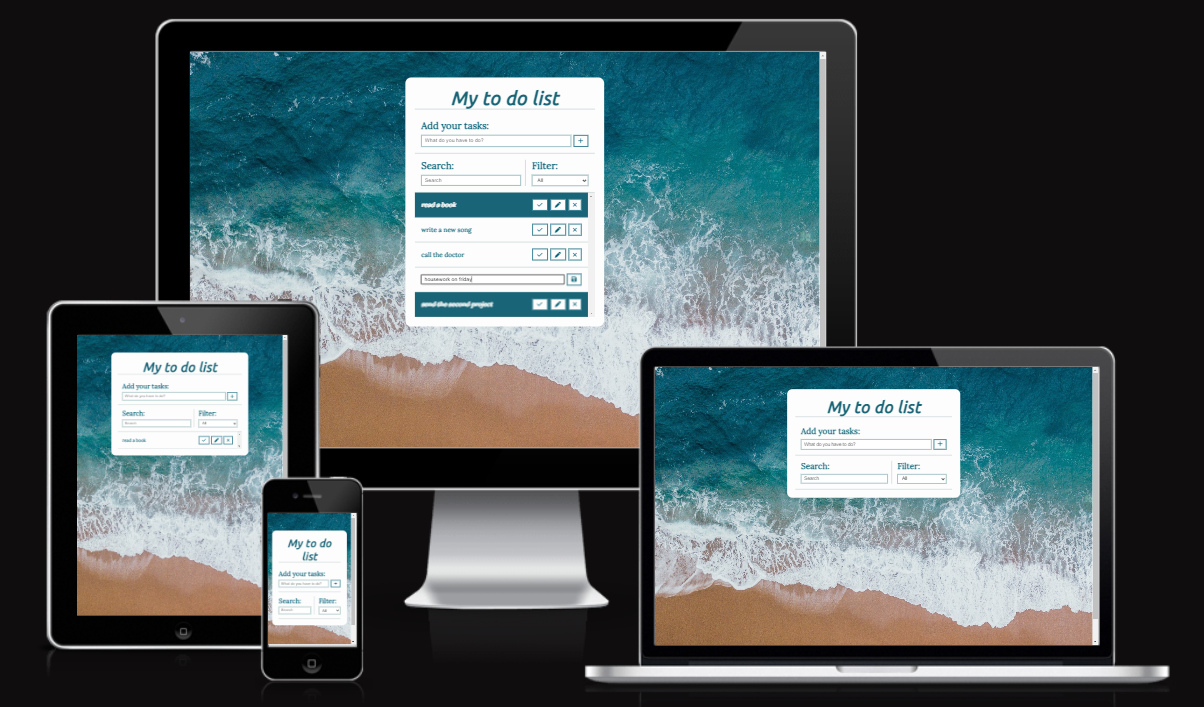 My to do list
Add your tasks:
What do you have to do?
Search:
Filter:
Search
All
read a book
write a new song
call the doctor
housework on friday
send the second project
My to do list
Add your tasks:
What do you have to do?
Search:
Filter:
Search
All
read a book
My to do
list
Add your tasks:
What do you have to do?
Search:
Filter:
Search
All
My to do list
Add your tasks:
What do you have to do?
Search:
Filter:
Search
All